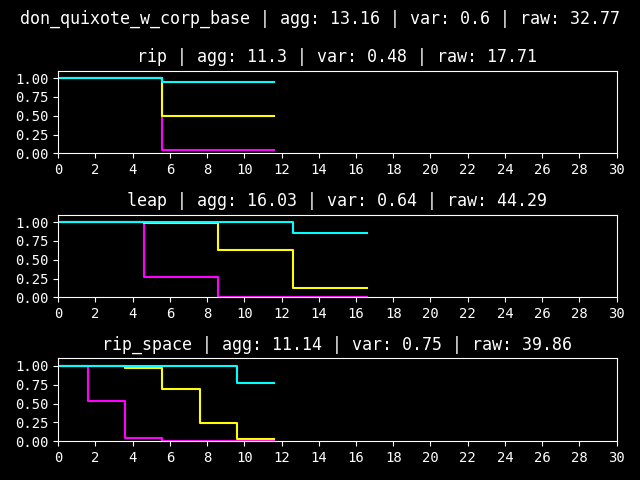 don_quixote_w_corp_base | agg: 13.16 | var: 0.6 | raw: 32.77
rip | agg: 11.3 | var: 0.48 | raw: 17.71
1.00
0.75
0.50
0.25
0.00
0 2 4 6 8 10 12 14 16 18 20 22 24 26 28 30
leap | agg: 16.03 | var: 0.64 | raw: 44.29
1.00
0.75
0.50
0.25
0.00
0 2 4 6 8 10 12 14 16 18 20 22 24 26 28 30
rip_space | agg: 11.14 | var: 0.75 | raw: 39.86
1.00
0.75
0.50
0.25
0.00
0 2 4 6 8 10 12 14 16 18 20 22 24 26 28 30